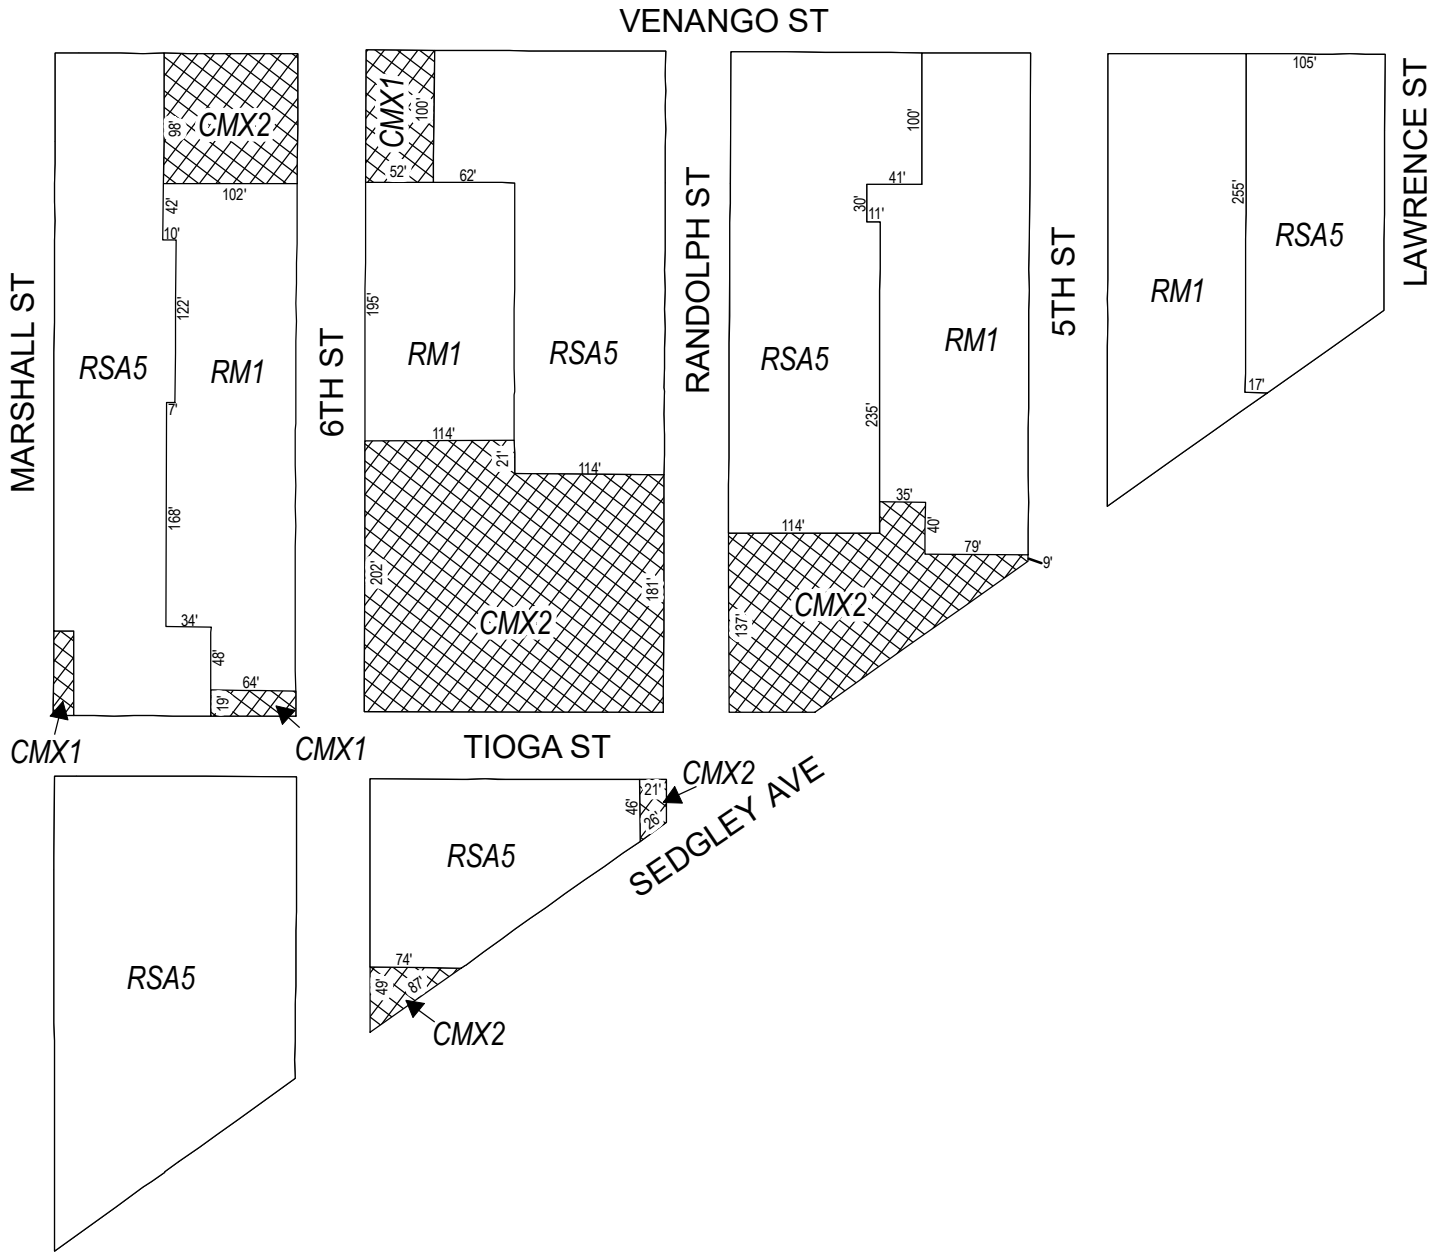 VENANGO ST
MARSHALL ST
6TH ST
RANDOLPH ST
5TH ST
LAWRENCE ST
98'
CMX2
102'
42'
10'
122'
RSA5
RM1
7'
168'
34'
48'
64'
19'
CMX1
CMX1
CMX1
100'
52'
62'
195'
RM1
RSA5
114'
21'
114'
202'
181'
CMX2
100'
41'
30'
11'
RSA5
RM1
235'
35'
40'
114'
79'
9'
137'
CMX2
105'
255'
RSA5
RM1
17'
TIOGA ST
SEDGLEY AVE
RSA5
21'
CMX2
46'
26'
RSA5
74'
49'
87'
CMX2